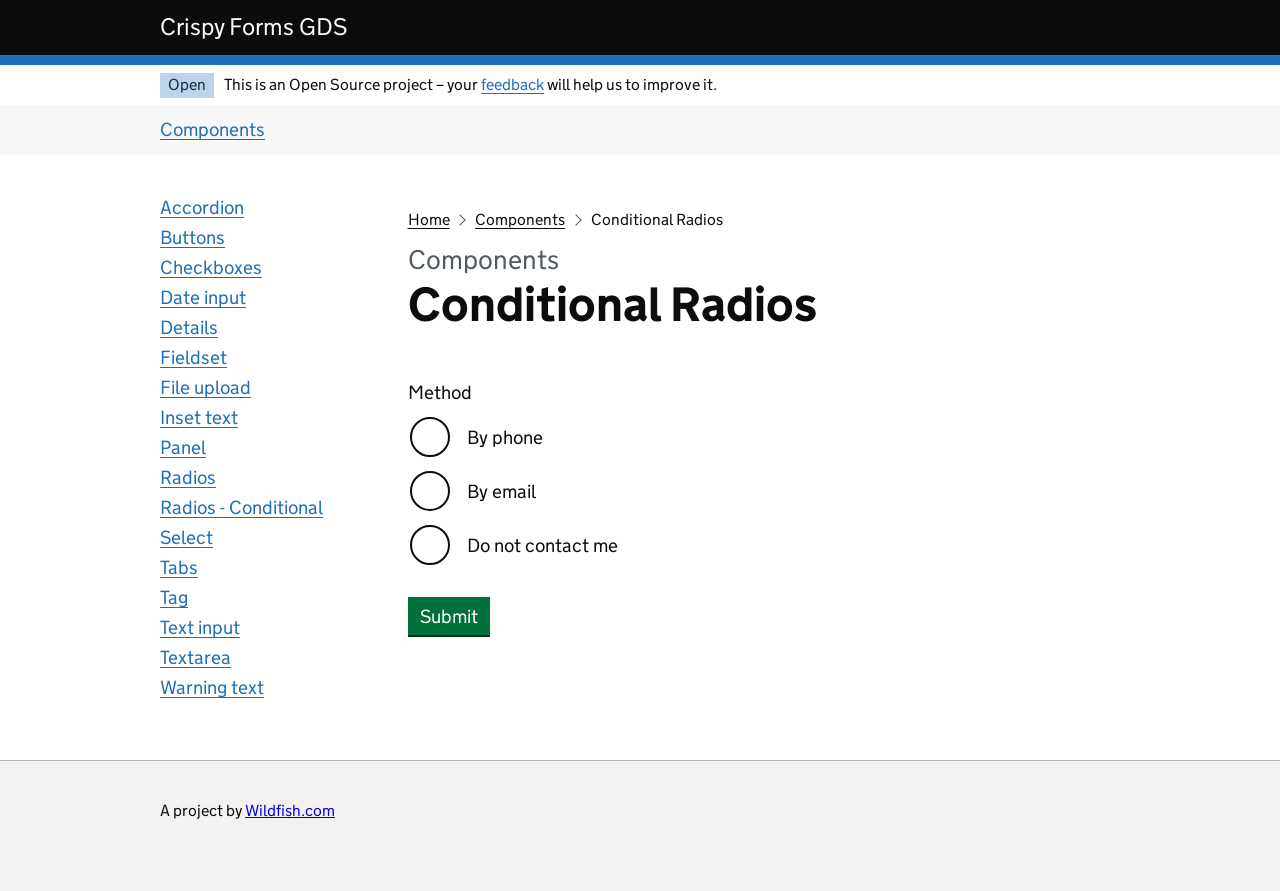 Crispy Forms GDS
Open This is an Open Source project – your feedback will help us to improve it.
Components
Accordion
Buttons
Checkboxes
Date input
Details
Fieldset
File upload
Inset text
Panel
Radios
Radios - Conditional
Select
Tabs
Tag
Text input
Textarea
Warning text
Home Components Conditional Radios
Components
Conditional Radios
Method
By phone
By email
Do not contact me
Submit
A project by Wildfish.com